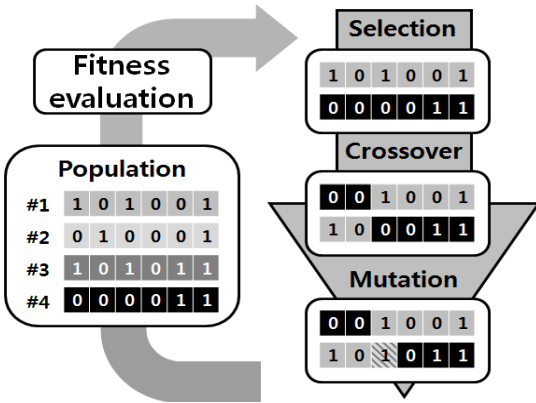 Fitness
evaluation
Population
#1 1 0 1 0 0 1
#2 0 1 0 0 0 1
#3 1 0 1 0 1 1
#4 0 0 0 0 1 1
Selection
1 0 1 0 0 1
0 0 0 0 1 1
Crossover
0 0 1 0 0 1
1 0 0 0 1 1
Mutation
0 0 1 0 0 1
1 0 1 0 1 1